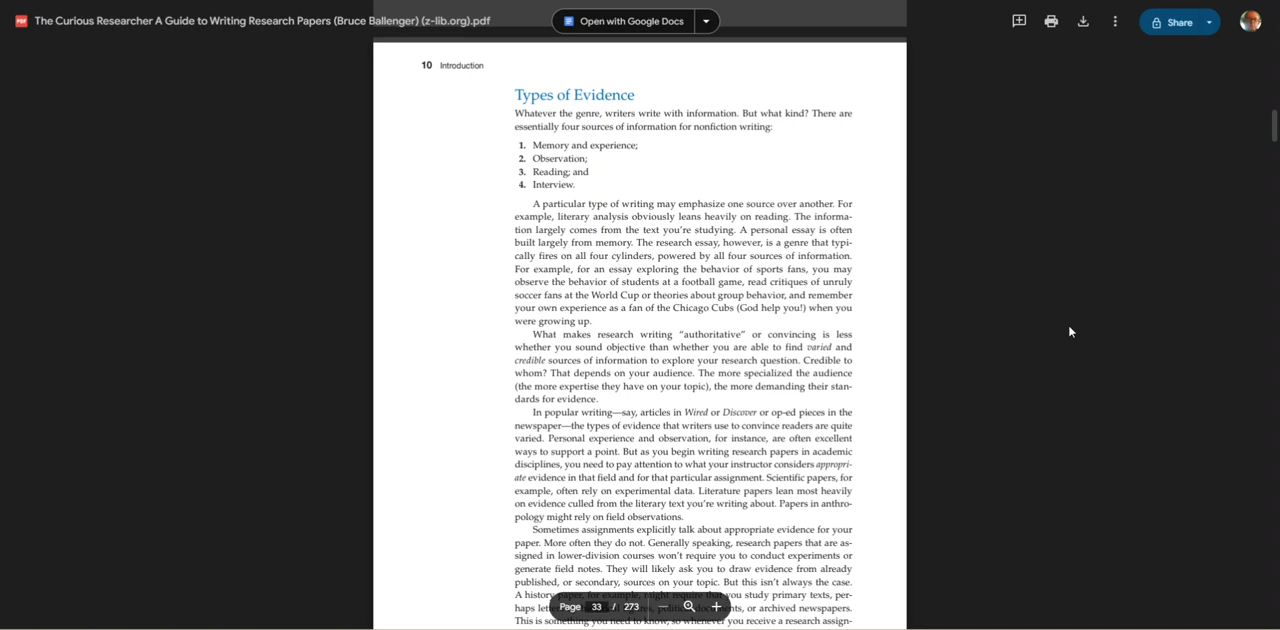 The Curious Researcher A Guide to Writing Research Papers (Bruce Ballenger) (z-lib.org).pdf
Open with Google Docs
Share
10 Introduction
Types of Evidence
Whatever the genre, writers write with information. But what kind? There are
essentially four sources of information for nonfiction writing:
1. Memory and experience;
2. Observation;
3. Reading; and
4. Interview.
A particular type of writing may emphasize one source over another. For
example, literary analysis obviously leans heavily on reading. The informa-
tion largely comes from the text you're studying. A personal essay is often
built largely from memory. The research essay, however, is a genre that typi-
cally fires on all four cylinders, powered by all four sources of information.
For example, for an essay exploring the behavior of sports fans, you may
observe the behavior of students at a football game, read critiques of unruly
soccer fans at the World Cup or theories about group behavior, and remember
your own experience as a fan of the Chicago Cubs (God help you!) when you
were growing up.
What makes research writing “authoritative” or convincing is less
whether you sound objective than whether you are able to find varied and
credible sources of information to explore your research question. Credible to
whom? That depends on your audience. The more specialized the audience
(the more expertise they have on your topic), the more demanding their stan-
dards for evidence.
In popular writing—say, articles in Wired or Discover or op-ed pieces in the
newspaper—the types of evidence that writers use to convince readers are quite
varied. Personal experience and observation, for instance, are often excellent
ways to support a point. But as you begin writing research papers in academic
disciplines, you need to pay attention to what your instructor considers appropri-
ate evidence in that field and for that particular assignment. Scientific papers, for
example, often rely on experimental data. Literature papers lean most heavily
on evidence culled from the literary text you're writing about. Papers in anthro-
pology might rely on field observations.
Sometimes assignments explicitly talk about appropriate evidence for your
paper. More often they do not. Generally speaking, research papers that are as-
signed in lower-division courses won't require you to conduct experiments or
generate field notes. They will likely ask you to draw evidence from already
published, or secondary, sources on your topic. But this isn't always the case.
A history paper, for example, might require that you study primary texts, per-
haps letters political documents, or archived newspapers.
This is something you need to know, so whenever you receive a research assign-
Page 33 / 273